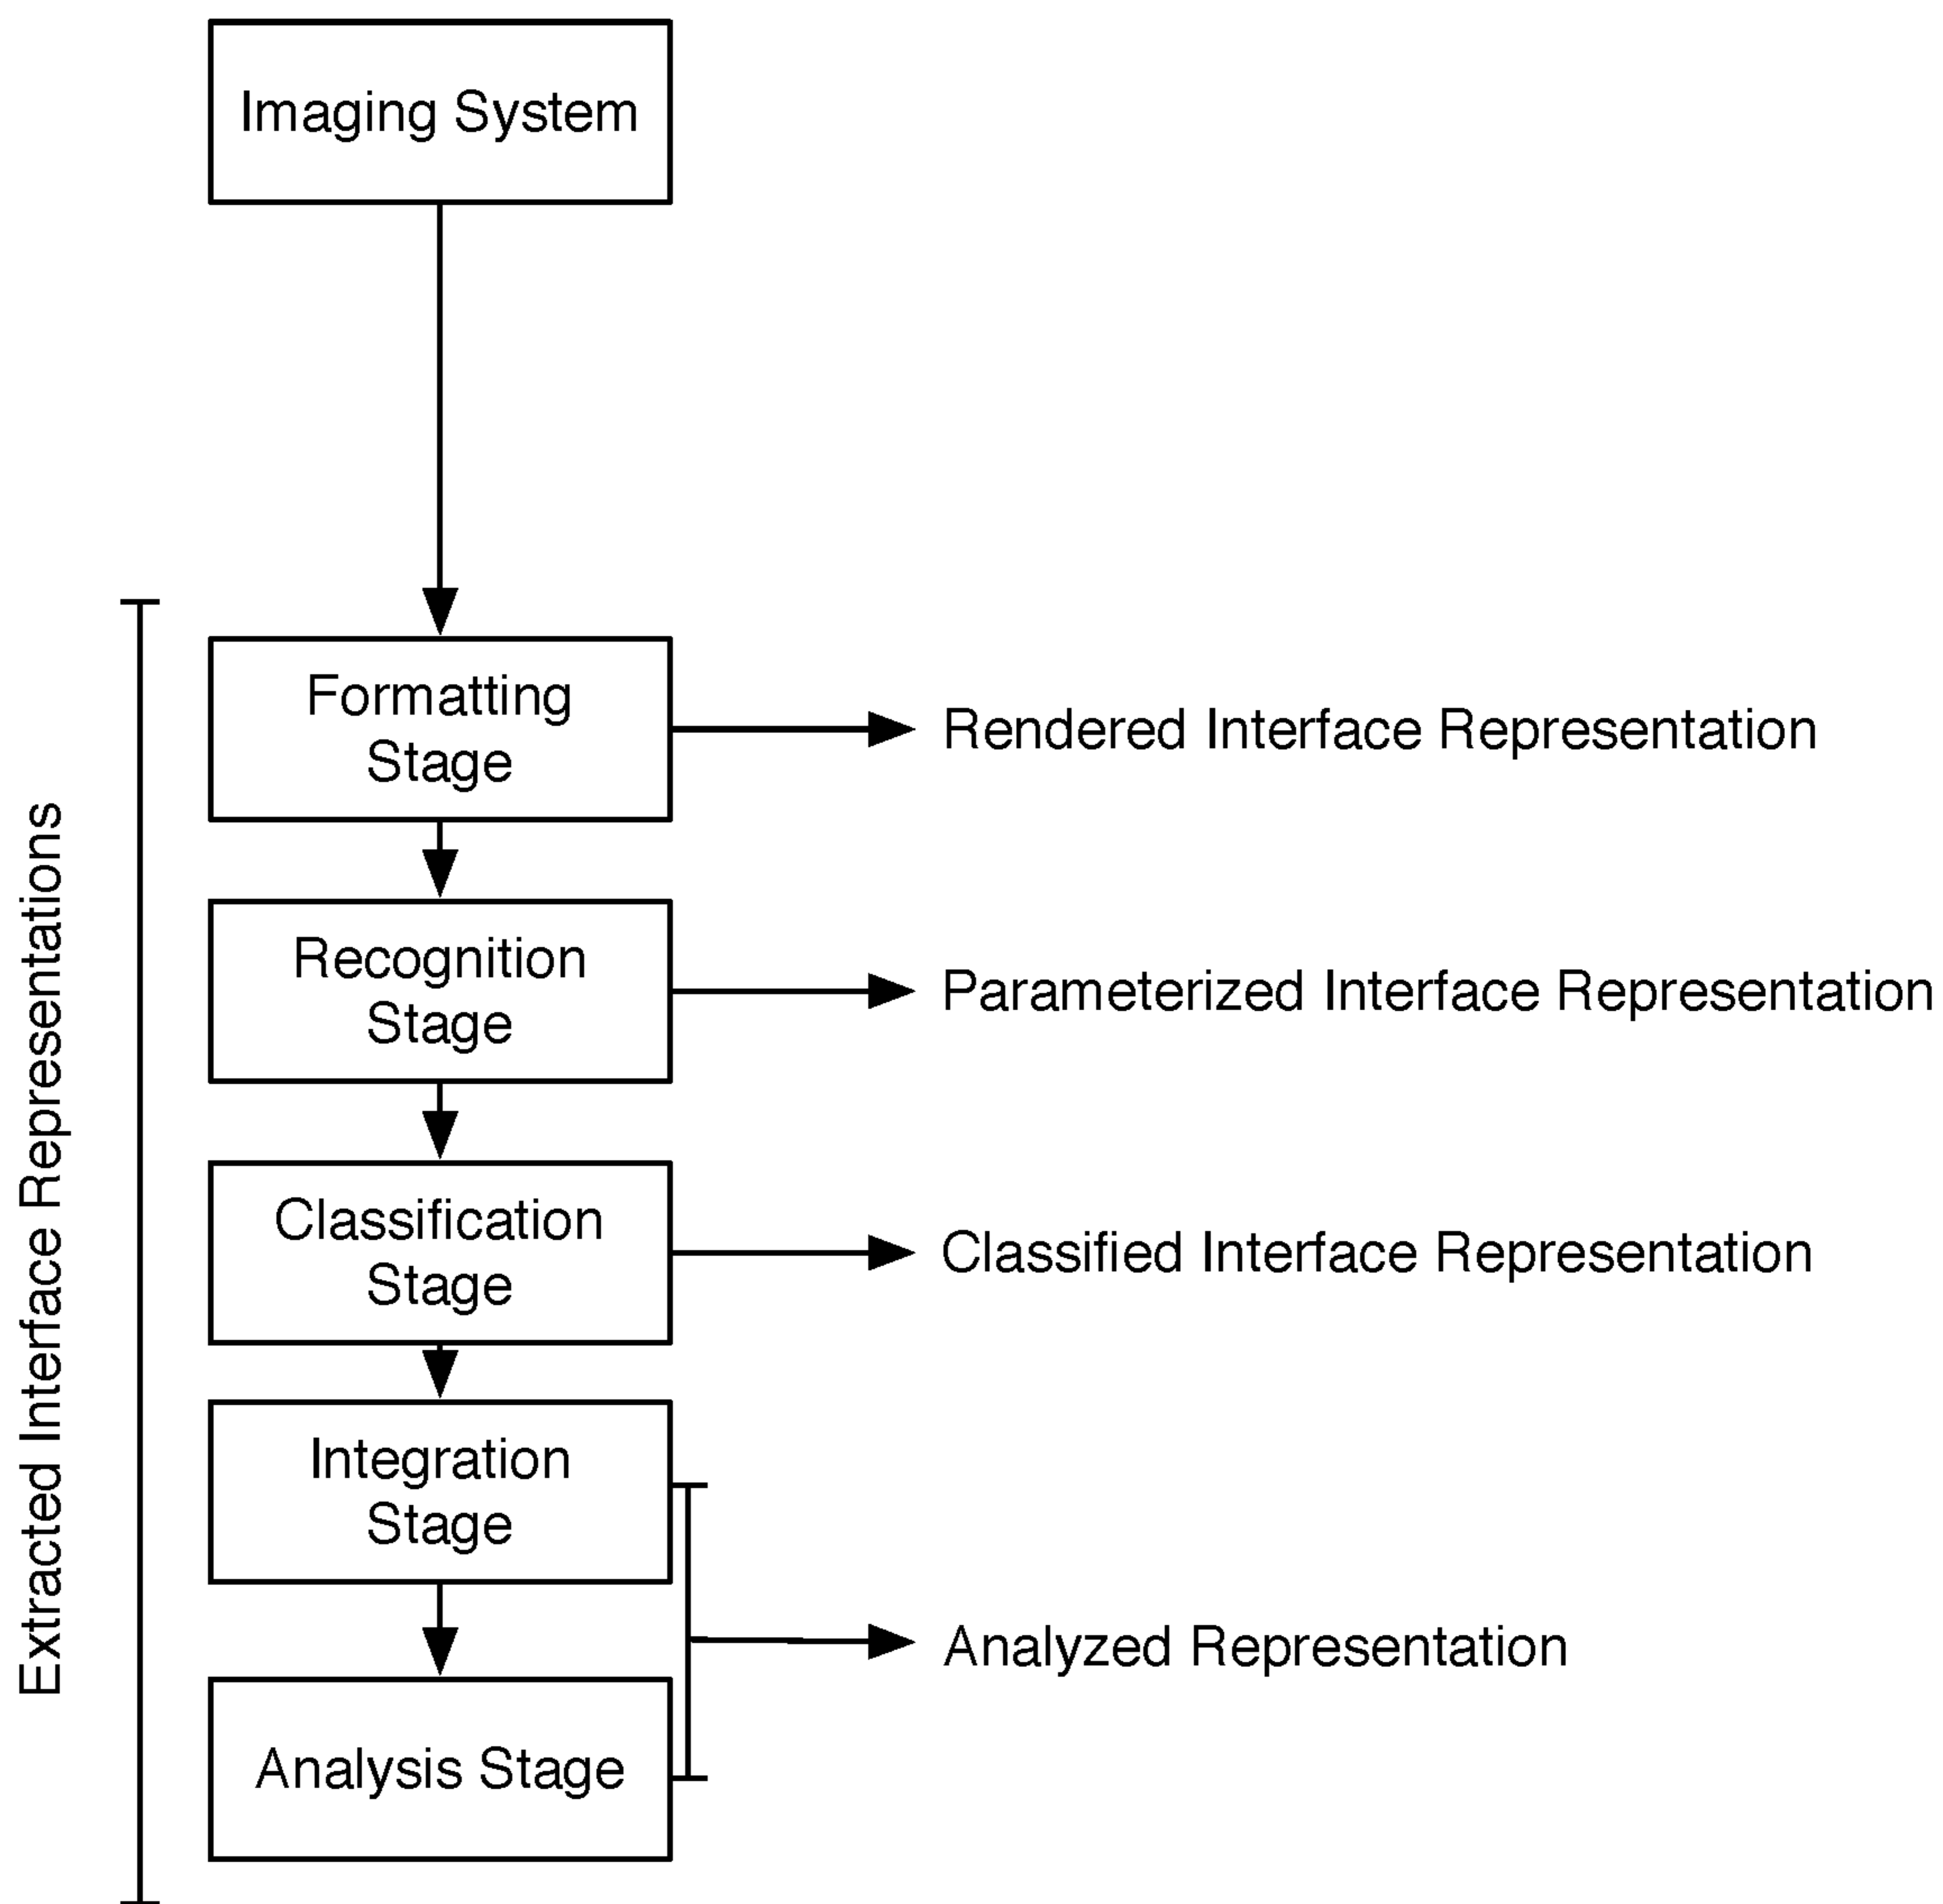 Imaging System
Formatting
Stage
Rendered Interface Representation
Recognition
Stage
Parameterized Interface Representation
Classification
Stage
Classified Interface Representation
Integration
Stage
Analyzed Representation
Analysis Stage
Extracted Interface Representations